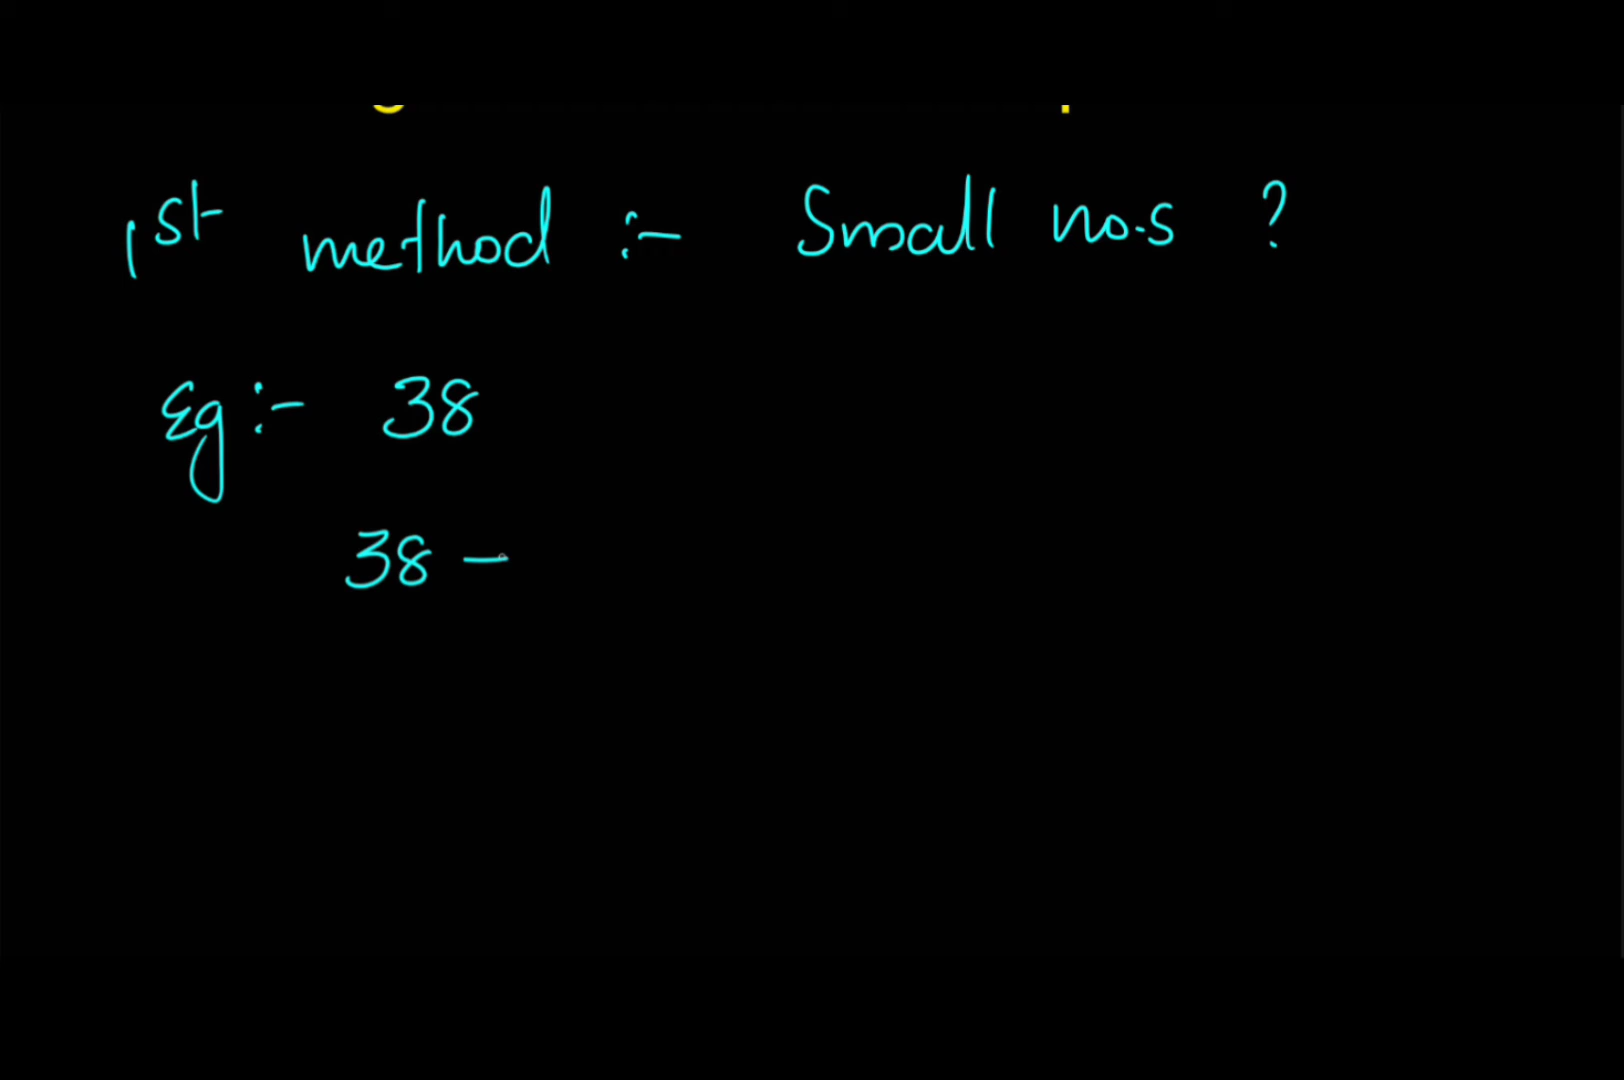 1st method :- Small no.s ?
Eg :- 38
38 -